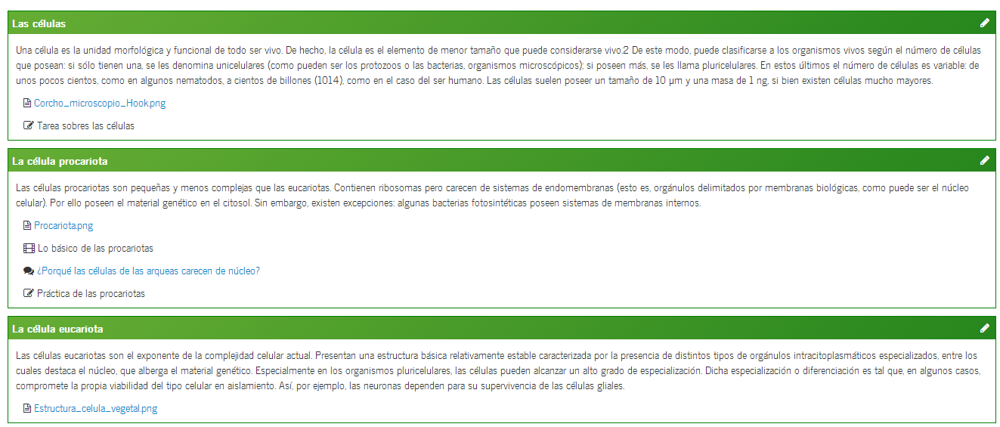 Las células
Una célula es la unidad morfológica y funcional de todo ser vivo. De hecho, la célula es el elemento de menor tamaño que puede considerarse vivo.2 De este modo, puede clasificarse a los organismos vivos según el número de células
que posean: si sólo tienen una, se les denomina unicelulares (como pueden ser los protozoos o las bacterias, organismos microscópicos); si poseen más, se les llama pluricelulares. En estos últimos el número de células es variable: de
unos pocos cientos, como en algunos nematodos, a cientos de billones (1014), como en el caso del ser humano. Las células suelen poseer un tamaño de 10 µm y una masa de 1 ng, si bien existen células mucho mayores.
Corcho_microscopio_Hook.png
Tarea sobre las células
La célula procariota
Las células procariotas son pequeñas y menos complejas que las eucariotas. Contienen ribosomas pero carecen de sistemas de endomembranas (esto es, orgánulos delimitados por membranas biológicas, como puede ser el núcleo
celular). Por ello poseen el material genético en el citosol. Sin embargo, existen excepciones: algunas bacterias fotosintéticas poseen sistemas de membranas internos.
Procariota.png
Lo básico de las procariotas
¿Porqué las células de las arqueas carecen de núcleo?
Práctica de las procariotas
La célula eucariota
Las células eucariotas son el exponente de la complejidad celular actual. Presentan una estructura básica relativamente estable caracterizada por la presencia de distintos tipos de orgánulos intracitoplasmáticos especializados, entre los
cuales destaca el núcleo, que alberga el material genético. Especialmente en los organismos pluricelulares, las células pueden alcanzar un alto grado de especialización. Dicha especialización o diferenciación es tal que, en algunos casos,
compromete la propia viabilidad del tipo celular en aislamiento. Así, por ejemplo, las neuronas dependen para su supervivencia de las células gliales.
Estructura_celula_vegetal.png